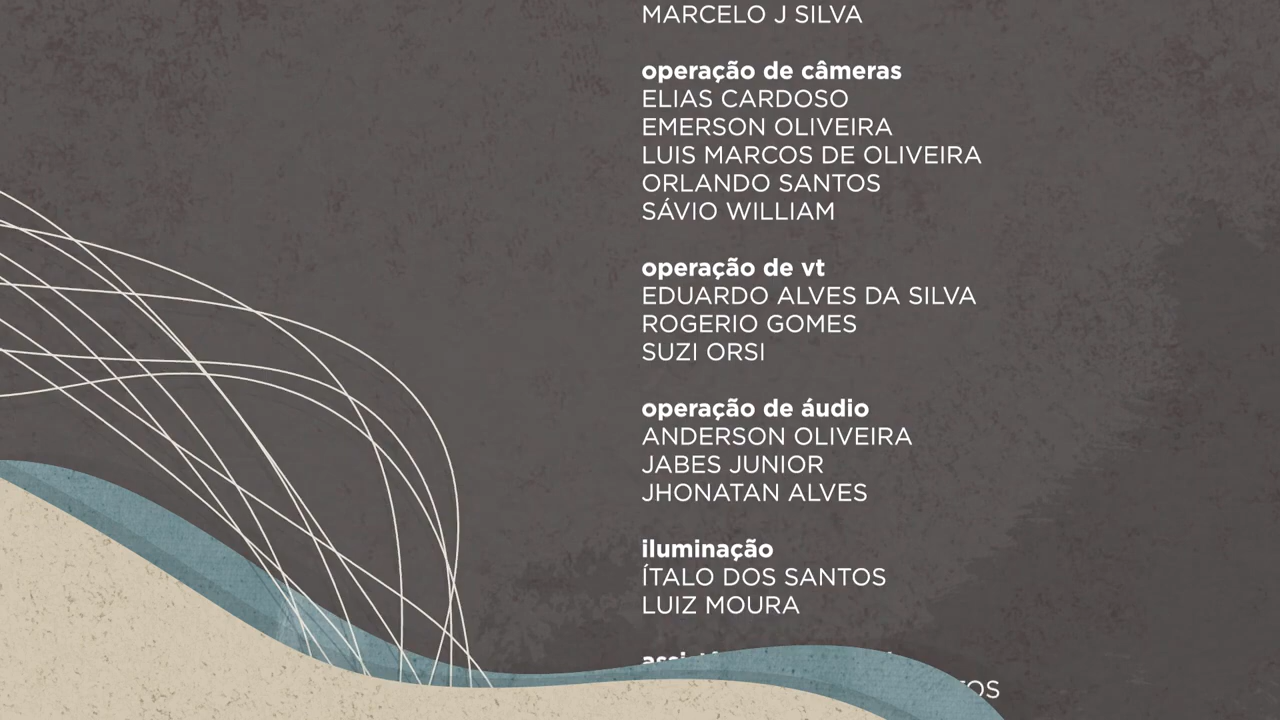 MARCELO J SILVA
operação de câmeras
ELIAS CARDOSO
EMERSON OLIVEIRA
LUIS MARCOS DE OLIVEIRA
ORLANDO SANTOS
SÁVIO WILLIAM
operação de vt
EDUARDO ALVES DA SILVA
ROGERIO GOMES
SUZI ORSI
operação de áudio
ANDERSON OLIVEIRA
JABES JUNIOR
JHONATAN ALVES
iluminação
ÍTALO DOS SANTOS
LUIZ MOURA